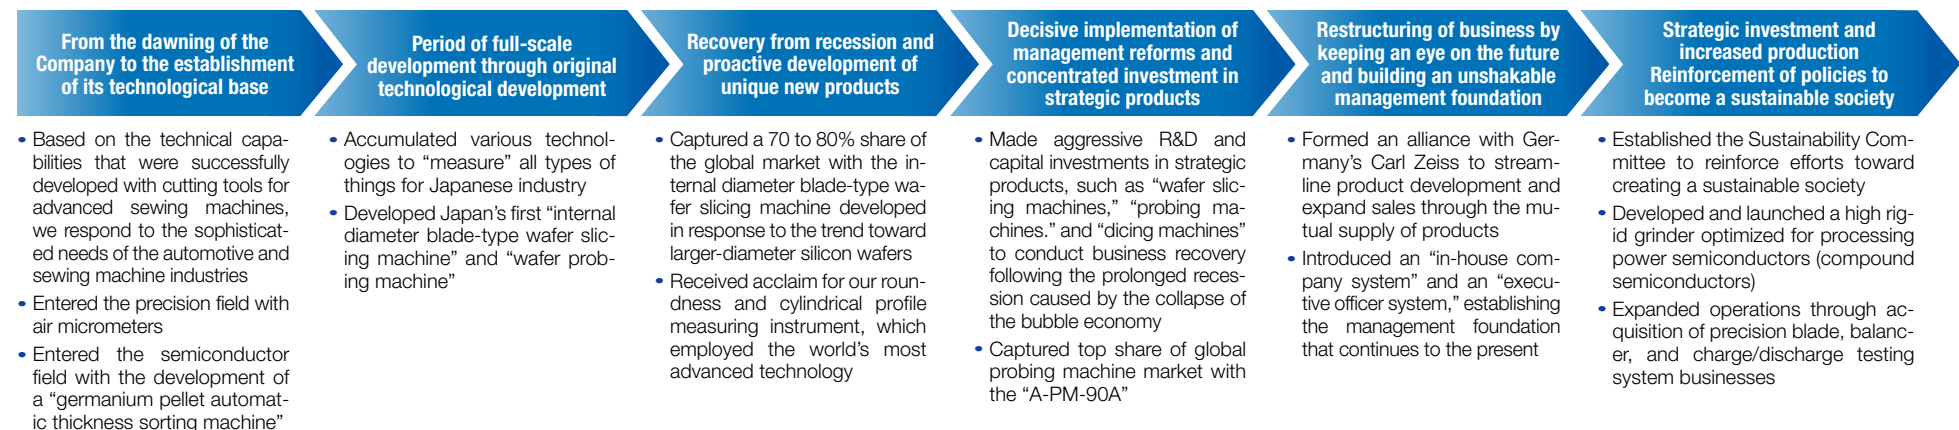 From the dawning of the
Company to the establishment
of its technological base
• Based on the technical capa-
bilities that were successfully
developed with cutting tools for
advanced sewing machines,
we respond to the sophisticat-
ed needs of the automotive and
sewing machine industries
• Entered the precision field with
air micrometers
• Entered the semiconductor
field with the development of
a “germanium pellet automat-
ic thickness sorting machine”
Period of full-scale
development through original
technological development
• Accumulated various technol-
ogies to “measure” all types of
things for Japanese industry
• Developed Japan’s first “internal
diameter blade-type wafer slic-
ing machine” and “wafer prob-
ing machine”
Recovery from recession and
proactive development of
unique new products
• Captured a 70 to 80% share of
the global market with the in-
ternal diameter blade-type wa-
fer slicing machine developed
in response to the trend toward
larger-diameter silicon wafers
• Received acclaim for our roun-
dness and cylindrical profile
measuring instrument, which
employed the world’s most
advanced technology
Decisive implementation of
management reforms and
concentrated investment in
strategic products
• Made aggressive R&D and
capital investments in strategic
products, such as “wafer slic-
ing machines,” “probing ma-
chines.” and “dicing machines”
to conduct business recovery
following the prolonged reces-
sion caused by the collapse of
the bubble economy
• Captured top share of global
probing machine market with
the “A-PM-90A”
Restructuring of business by
keeping an eye on the future
and building an unshakable
management foundation
• Formed an alliance with Ger-
many’s Carl Zeiss to stream-
line product development and
expand sales through the mu-
tual supply of products
• Introduced an “in-house com-
pany system” and an “execu-
tive officer system,” establishing
the management foundation
that continues to the present
Strategic investment and
increased production
Reinforcement of policies to
become a sustainable society
• Established the Sustainability Com-
mittee to reinforce efforts toward
creating a sustainable society
• Developed and launched a high rig-
id grinder optimized for processing
power semiconductors (compound
semiconductors)
• Expanded operations through ac-
quisition of precision blade, balanc-
er, and charge/discharge testing
system businesses